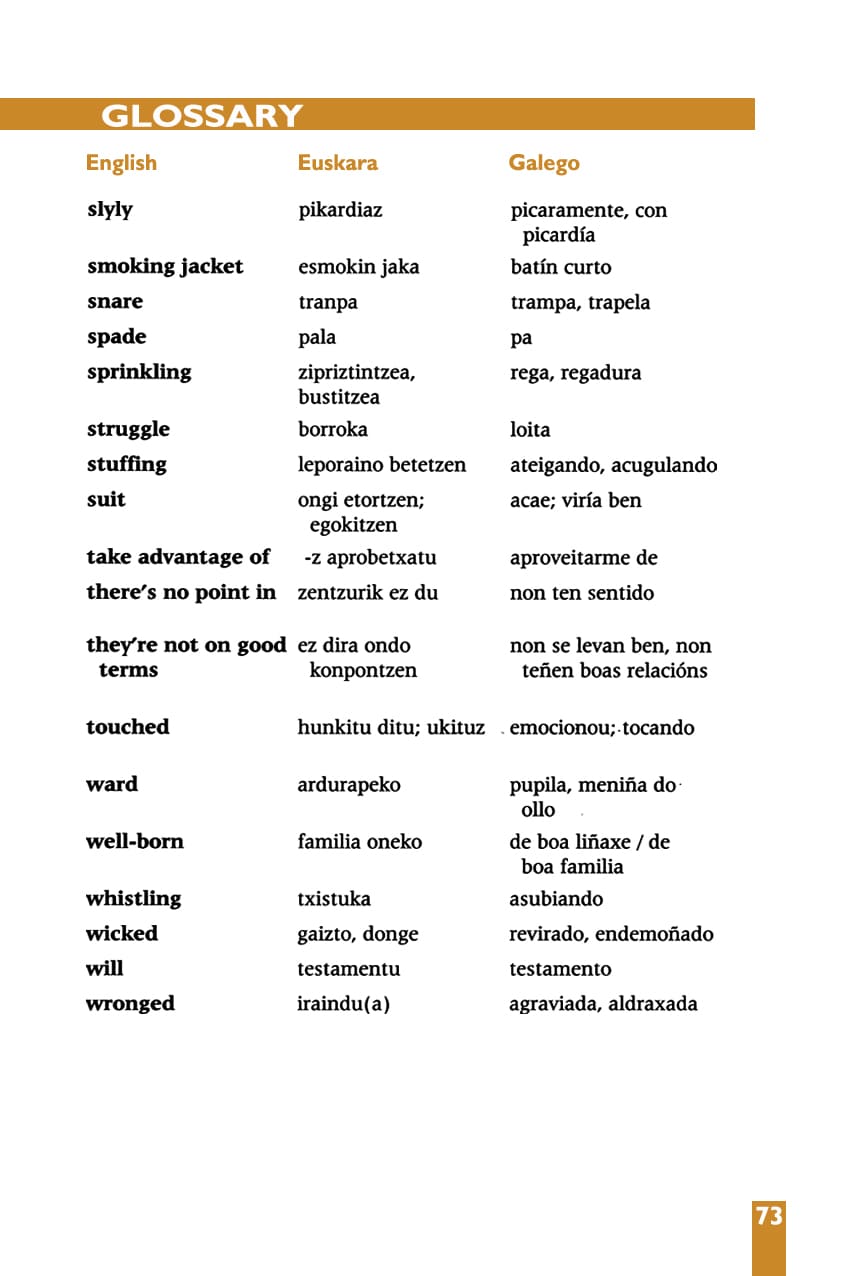 GLOSSARY
English Euskara Galego
slyly pikardiaz picaramente, con
picardía
smoking jacket esmokin jaka batín curto
snare tranpa trampa, trapela
spade pala pa
sprinkling zipriztintzea, rega, regadura
bustitzea
struggle borroka loita
stuffing leporaino betetzen ateigando, acugulando
suit ongi etortzen; acae; viría ben
egokitzen
take advantage of -z aprobetxatu aproveitarme de
there's no point in zentzurik ez du non ten sentido
they're not on good ez dira ondo non se levan ben, non
terms konpontzen teñen boas relacións
touched hunkitu ditu; ukituz emocionou; tocando
ward ardurapeko pupila, meniña do
ollo
well-born familia oneko de boa liñaxe / de
boa familia
whistling txistuka asubiando
wicked gaizto, donge revirado, endemoñado
will testamentu testamento
wronged iraindu(a) agraviada, aldraxada
73